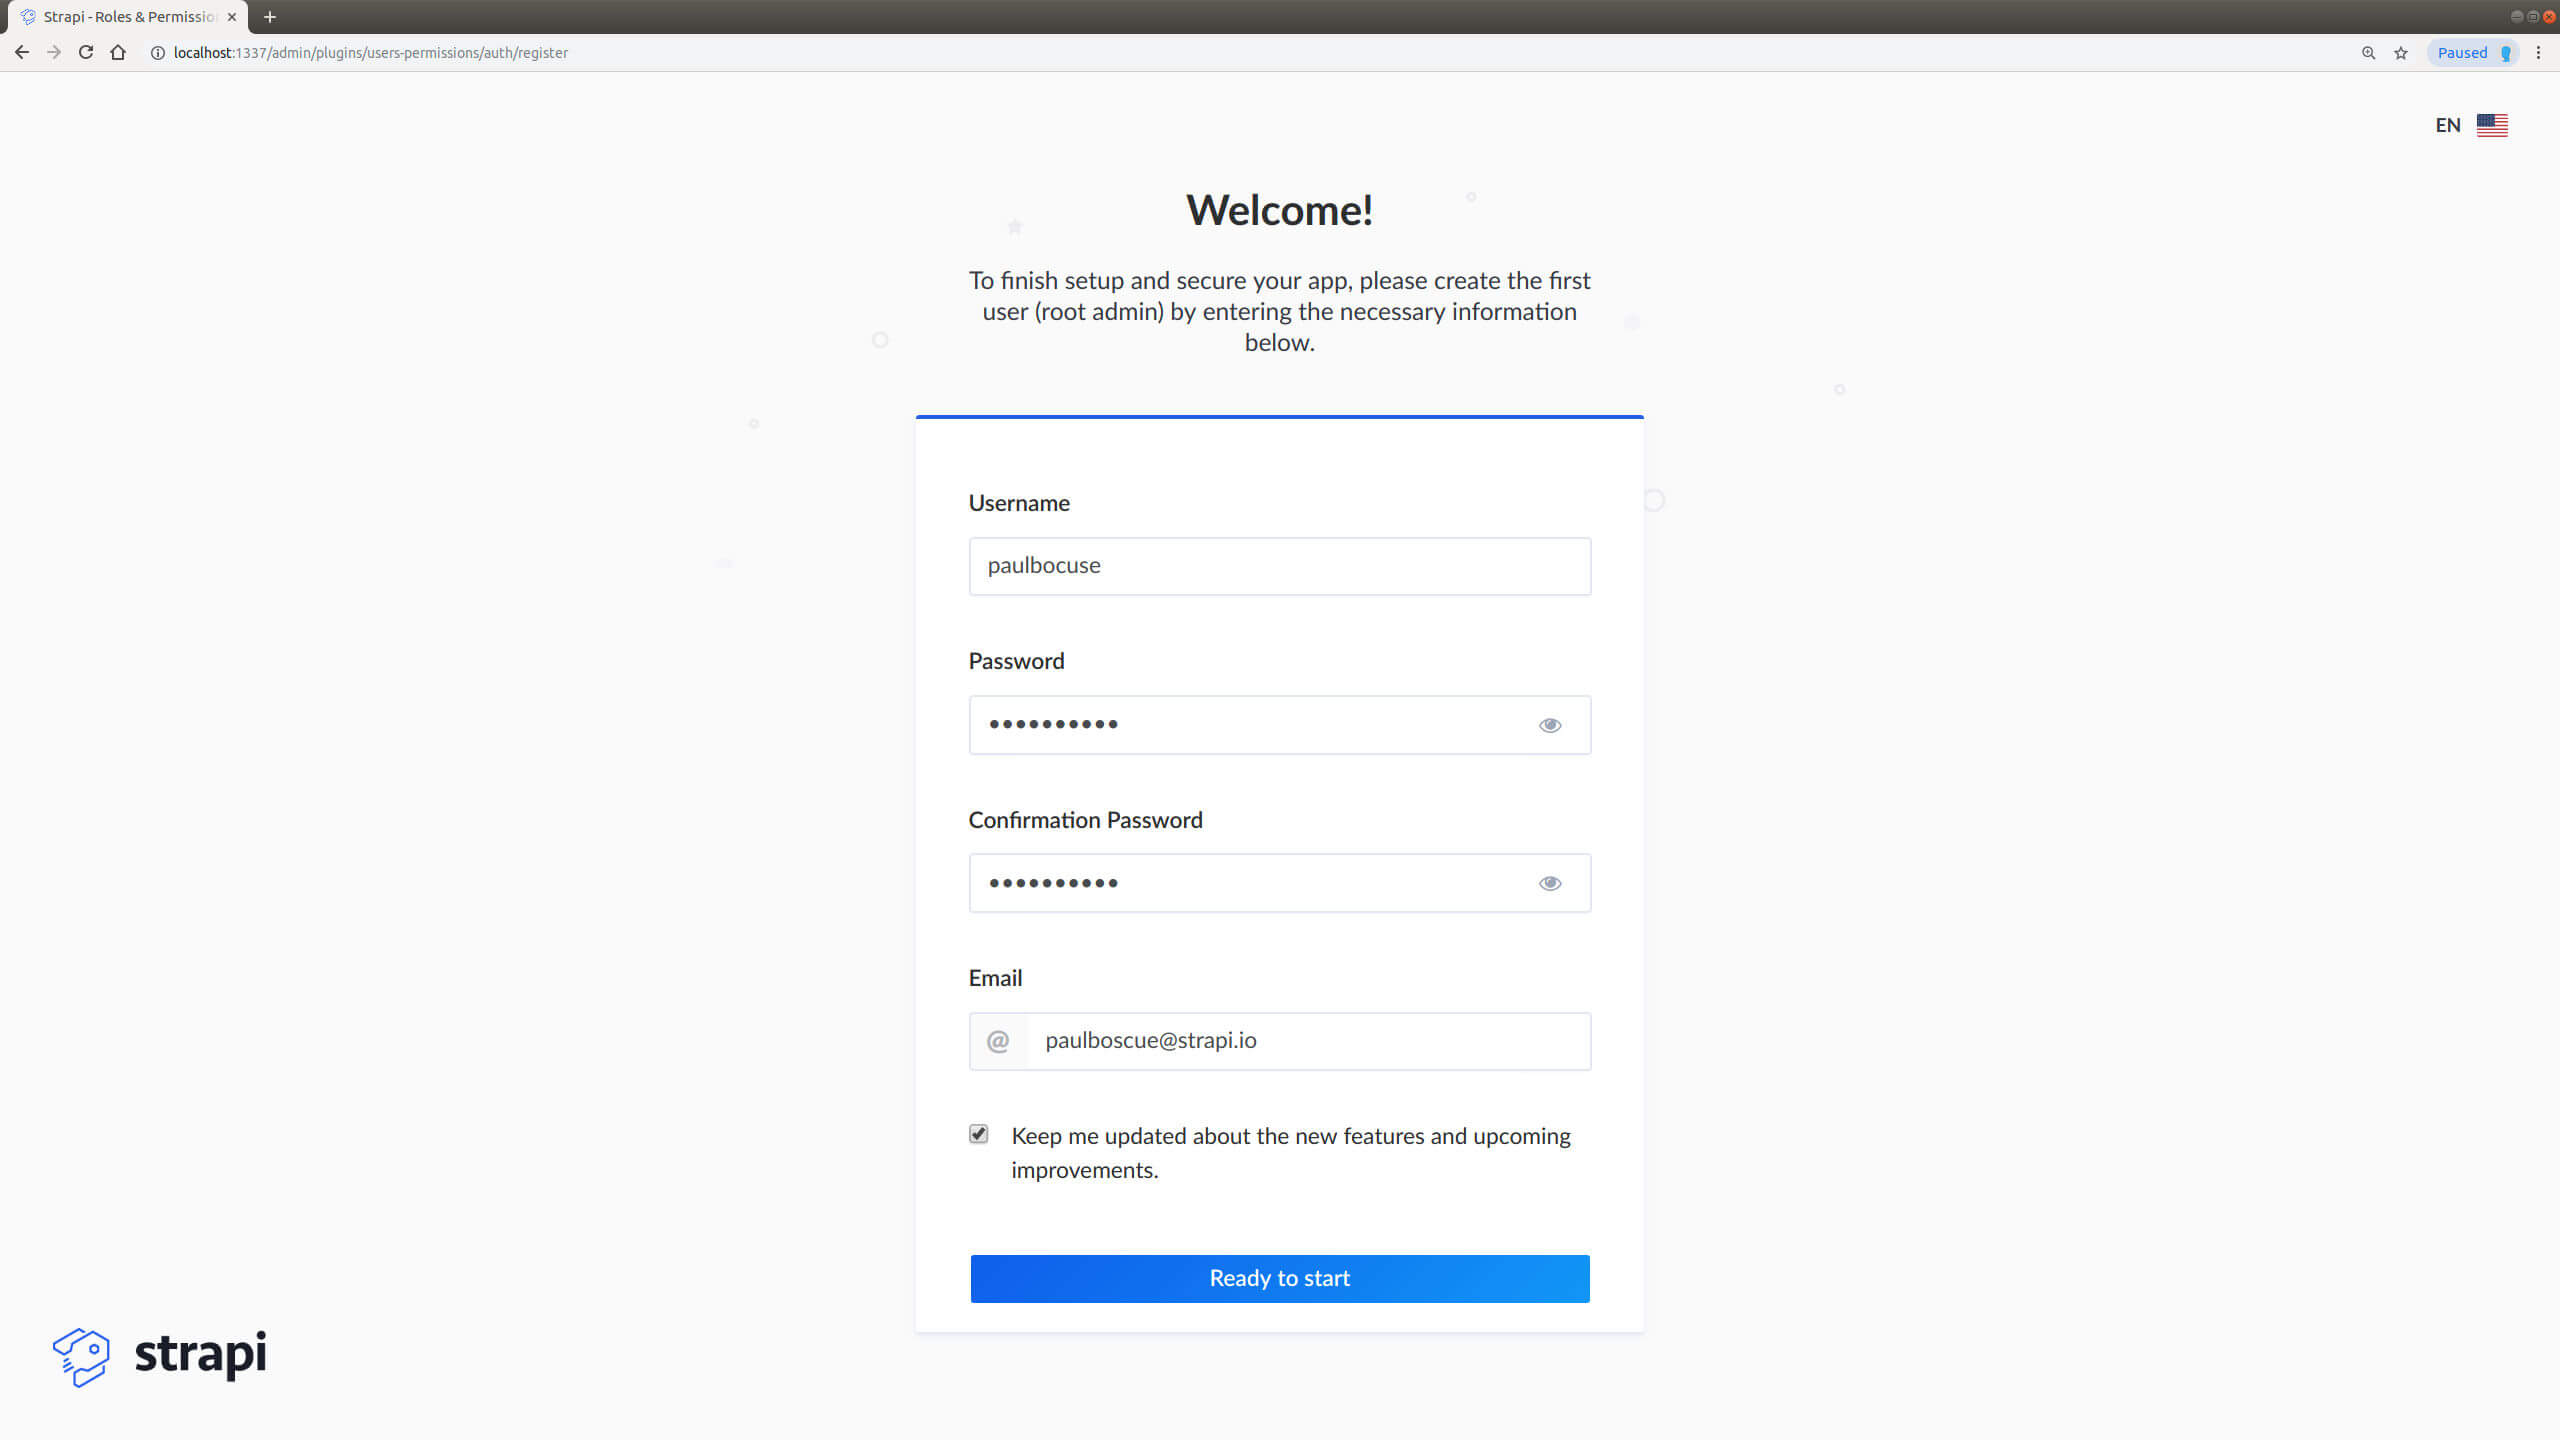 Strapi - Roles & Permissio
localhost:1337/admin/plugins/users-permissions/auth/register
Paused
EN
Welcome!
To finish setup and secure your app, please create the first
user (root admin) by entering the necessary information
below.
Username
paulbocuse
Password
Confirmation Password
Email
@ paulboscue@strapi.io
Keep me updated about the new features and upcoming
improvements.
Ready to start
strapi